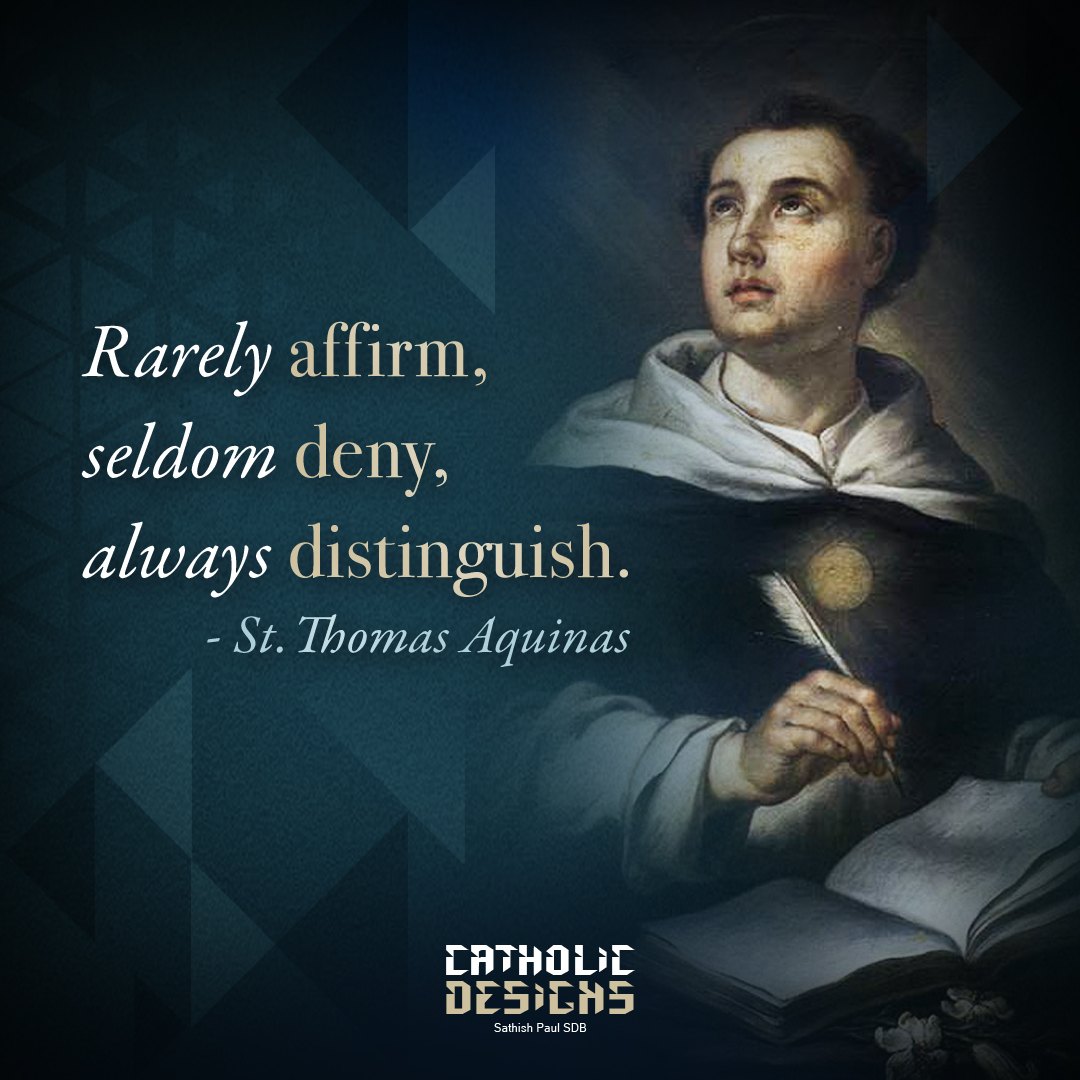 Rarely affirm,
seldom deny,
always distinguish.
- St. Thomas Aquinas
CATHOLIC
DESIGNS
Sathish Paul SDB